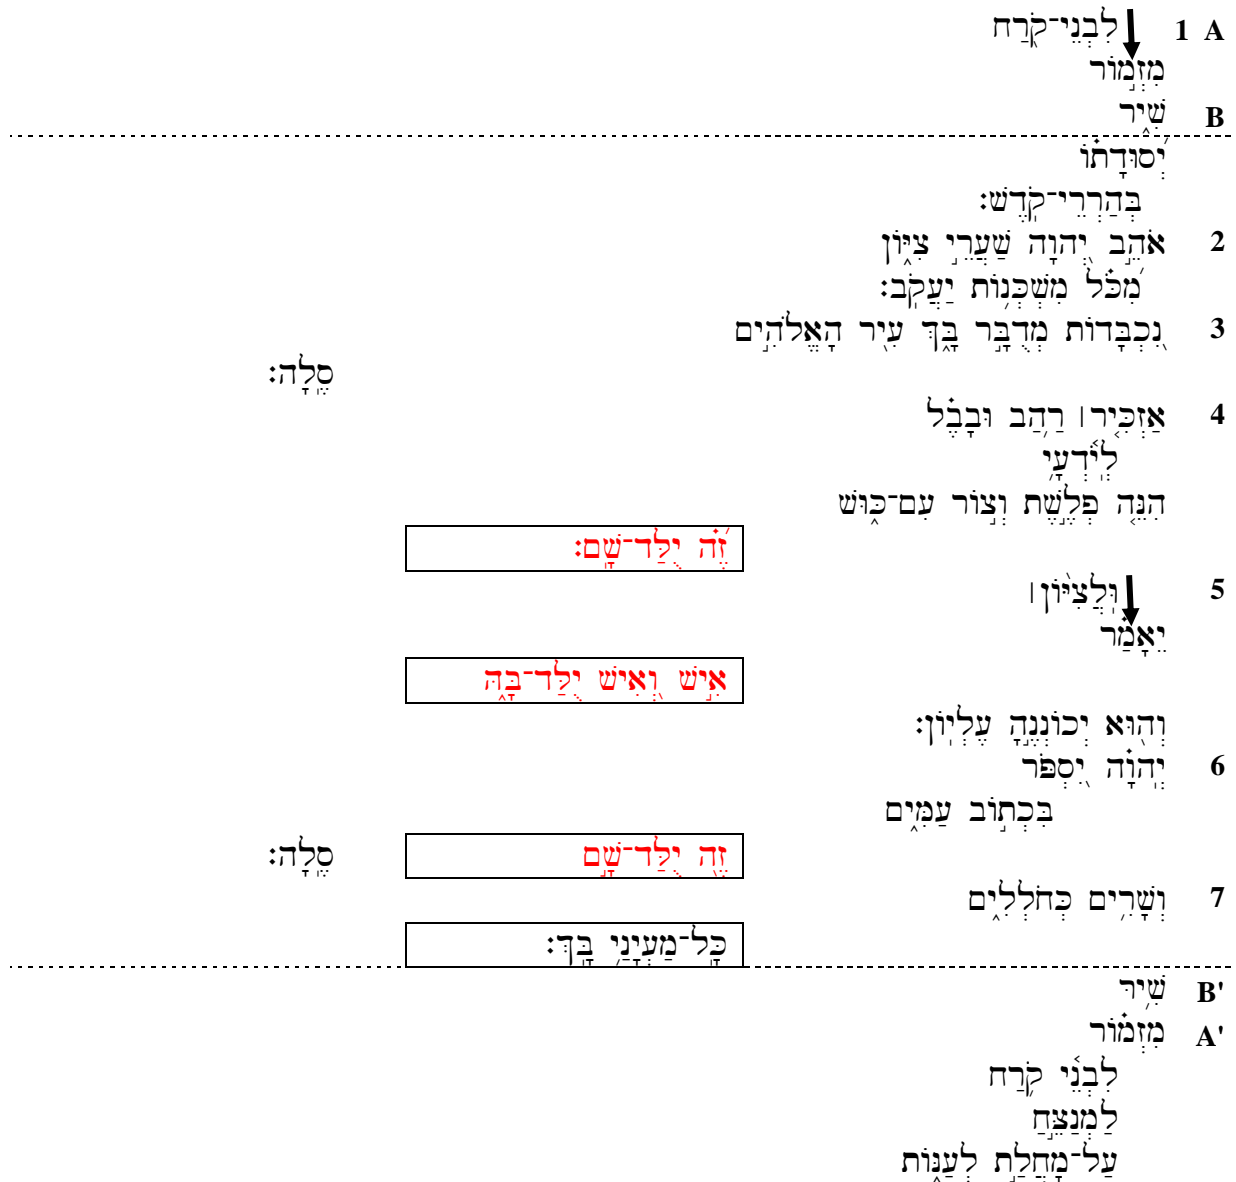 1 A לִבְנֵי־קֹ֭רַח
מִזְמ֣וֹר
B שִׁ֑יר
יְ֝סוּדָת֗וֹ
בְּהַרְרֵי־קֹֽדֶשׁ׃
2 אֹהֵ֣ב יְ֭הוָה שַׁעֲרֵ֣י צִיּ֑וֹן
מִ֝כֹּ֗ל מִשְׁכְּנ֥וֹת יַעֲקֹֽב׃
3 נִ֭כְבָּדוֹת מְדֻבָּ֣ר בָּ֑ךְ עִ֖יר הָאֱלֹהִ֣ים
סֶֽלָה׃
4 אַזְכִּ֤יר ׀ רַ֥הַב וּבָבֶ֗ל
לְֽיֹ֫דְעָ֥י
הִנֵּ֤ה פְלֶ֣שֶׁת וְצ֣וֹר עִם־כּ֑וּשׁ
זֶ֝֗ה יֻלַּד־שָֽׁם׃
5 וּֽלֲצִיּ֨וֹן ׀
יֵאָמַ֗ר
אִ֣ישׁ וְ֭אִישׁ יֻלַּד־בָּ֑הּ
וְה֖וּא יְכוֹנְנֶ֣הָ עֶלְיֽוֹן׃
6 יְֽהוָ֗ה יִ֭סְפֹּר
בִּכְת֣וֹב עַמִּ֑ים
זֶ֖ה יֻלַּד־שָׁ֣ם סֶֽלָה׃
7 וְשָׁרִ֥ים כְּחֹלְלִ֑ים
כָּֽל־מַעְיָנַ֥י בָּֽךְ׃
B' שִׁ֥יר
A' מִזְמ֗וֹר
לִבְנֵ֫י קֹ֥רַח
לַמְנַצֵּ֣חַ
עַל־מָחֲלַ֣ת לְעַנּ֑וֹת